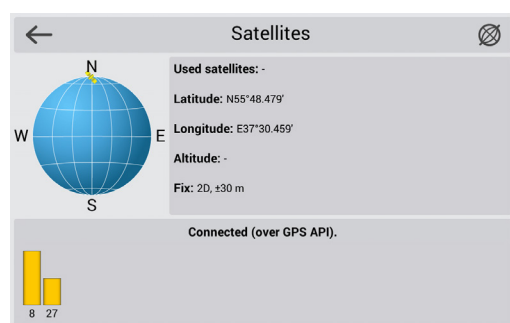 Satellites
N
W
E
S
Used satellites: -
Latitude: N55°48.479'
Longitude: E37°30.459'
Altitude: -
Fix: 2D, ±30 m
Connected (over GPS API).
8 27